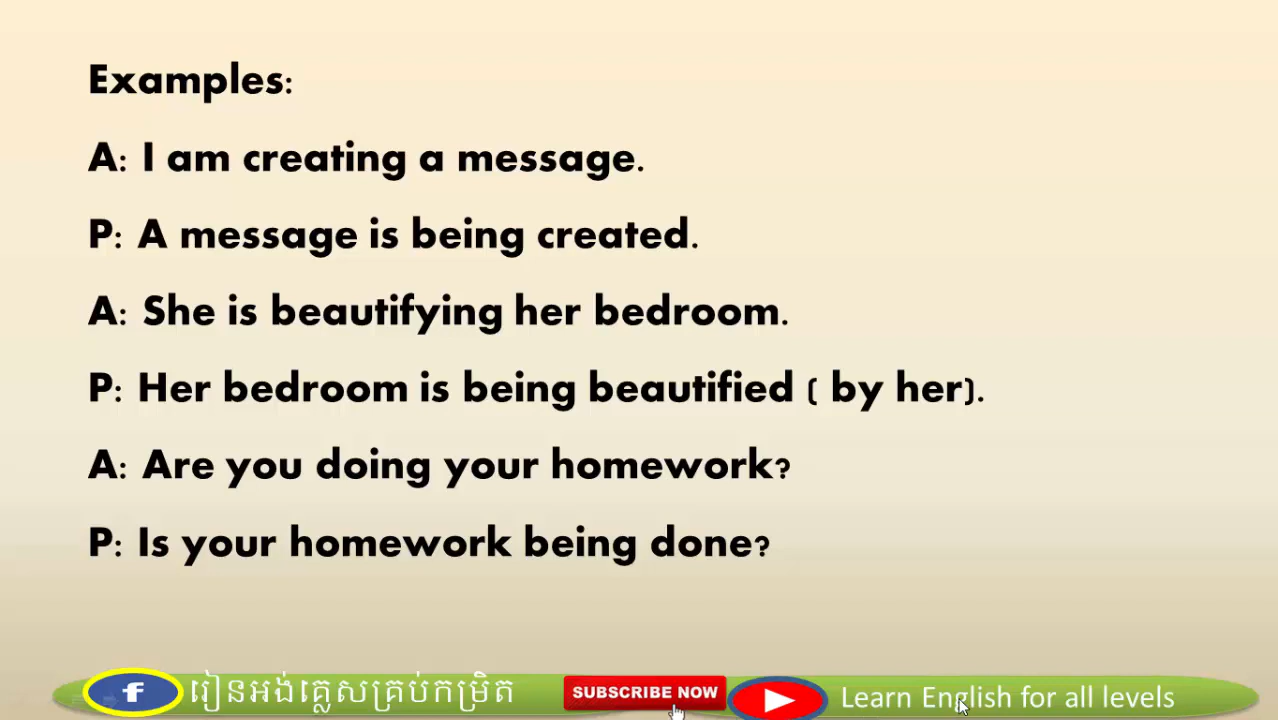 Examples:
A: I am creating a message.
P: A message is being created.
A: She is beautifying her bedroom.
P: Her bedroom is being beautified ( by her).
A: Are you doing your homework?
P: Is your homework being done?
f រៀនអង់គ្លេសគ្រប់កម្រិត SUBSCRIBE NOW Learn English for all levels